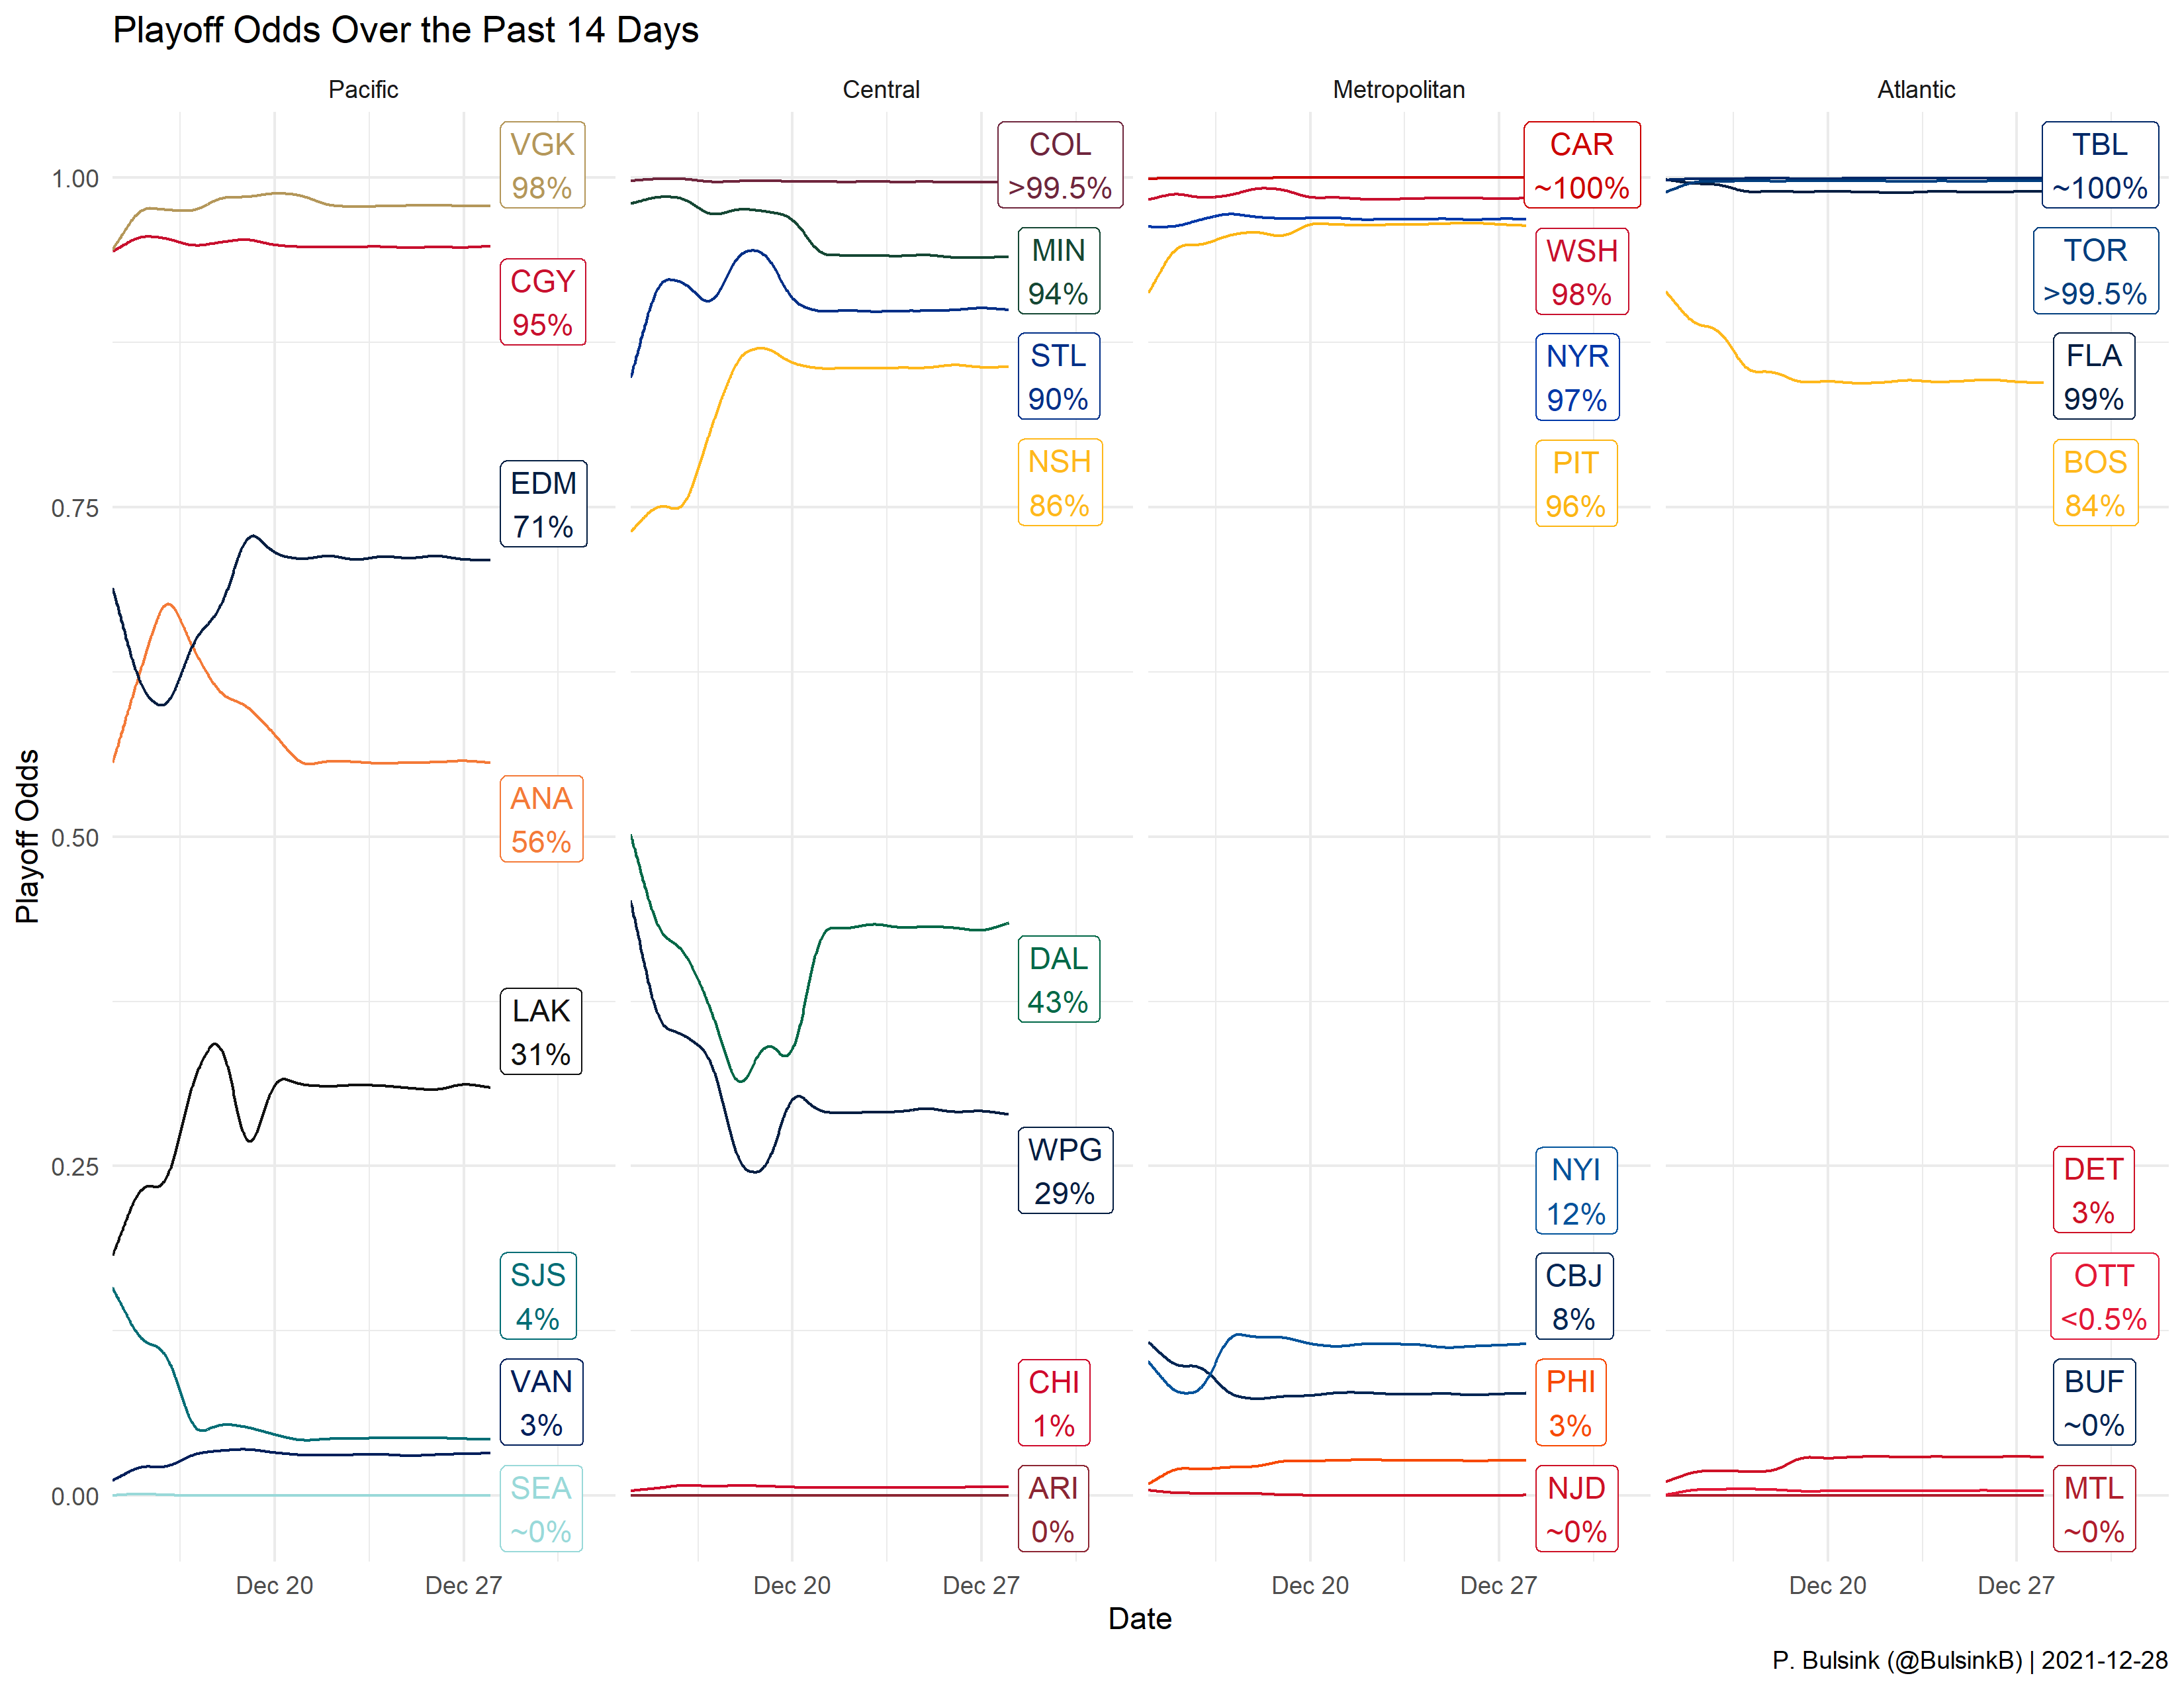 Playoff Odds Over the Past 14 Days
Pacific
Central
Metropolitan
Atlantic
Playoff Odds
1.00
0.75
0.50
0.25
0.00
VGK
98%
CGY
95%
EDM
71%
ANA
56%
LAK
31%
SJS
4%
VAN
3%
SEA
~0%
COL
>99.5%
MIN
94%
STL
90%
NSH
86%
DAL
43%
WPG
29%
CHI
1%
ARI
0%
CAR
~100%
WSH
98%
NYR
97%
PIT
96%
NYI
12%
CBJ
8%
PHI
3%
NJD
~0%
TBL
~100%
TOR
>99.5%
FLA
99%
BOS
84%
DET
3%
OTT
<0.5%
BUF
~0%
MTL
~0%
Dec 20
Dec 27
Dec 20
Dec 27
Dec 20
Dec 27
Dec 20
Dec 27
Date
P. Bulsink (@BulsinkB) | 2021-12-28